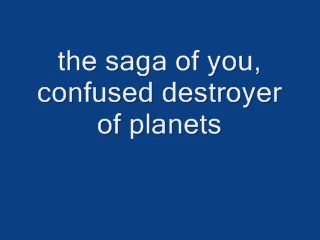 the saga of you,
confused destroyer
of planets